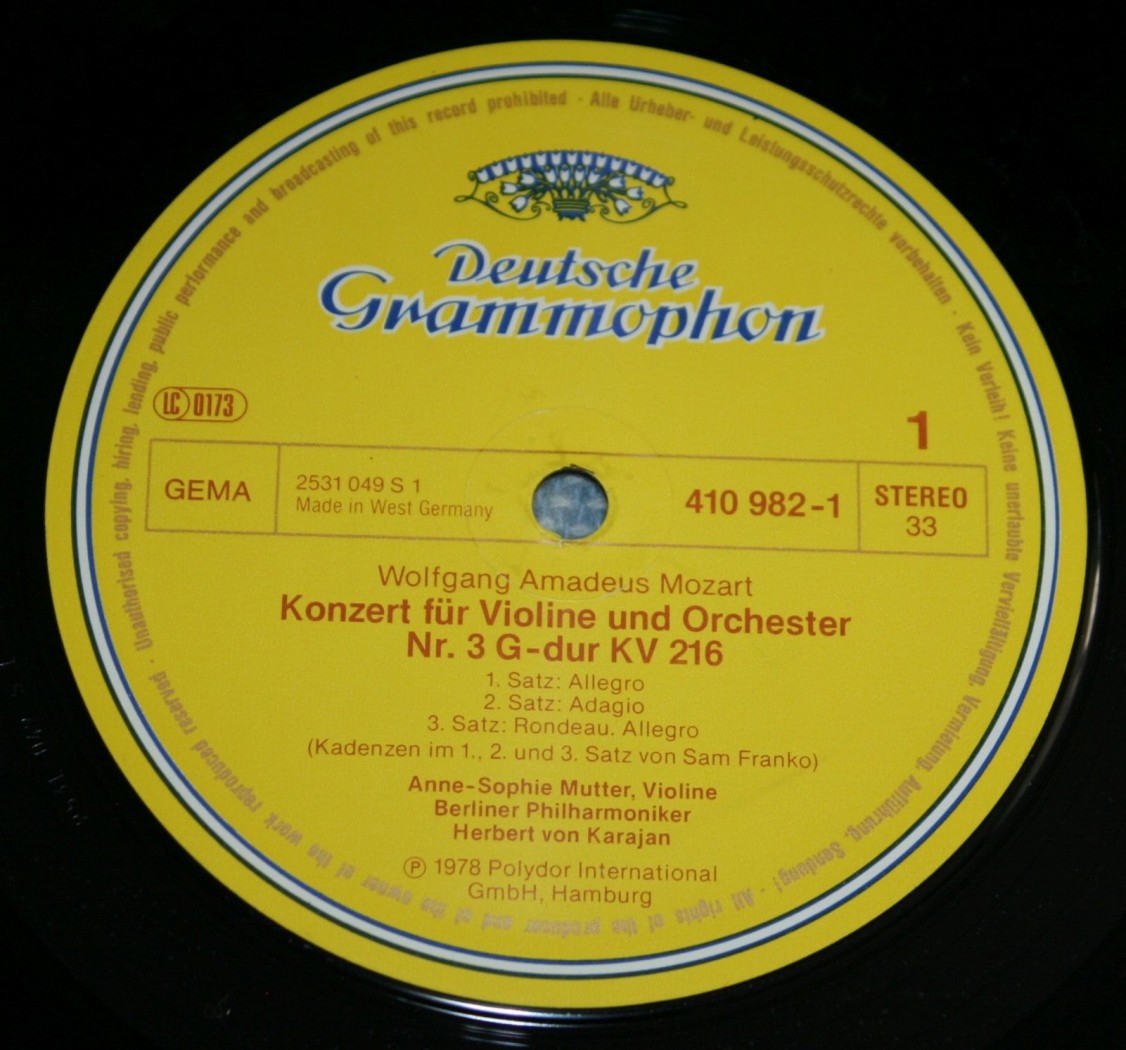 Deutsche
Grammophon
LC 0173
1
GEMA
2531 049 S 1
Made in West Germany
410 982-1
STEREO
33
Wolfgang Amadeus Mozart
Konzert für Violine und Orchester
Nr. 3 G-dur KV 216
1. Satz: Allegro
2. Satz: Adagio
3. Satz: Rondeau. Allegro
(Kadenzen im 1., 2. und 3. Satz von Sam Franko)
Anne-Sophie Mutter, Violine
Berliner Philharmoniker
Herbert von Karajan
℗ 1978 Polydor International
GmbH, Hamburg
Alle Urheber- und Leistungsschutzrechte vorbehalten · Kein Verleih! Keine unerlaubte Vervielfältigung, Vermietung, Aufführung, Sendung! · All rights of the producer and of the owner of the work reproduced reserved · Unauthorised copying, hiring, lending, public performance and broadcasting of this record prohibited ·